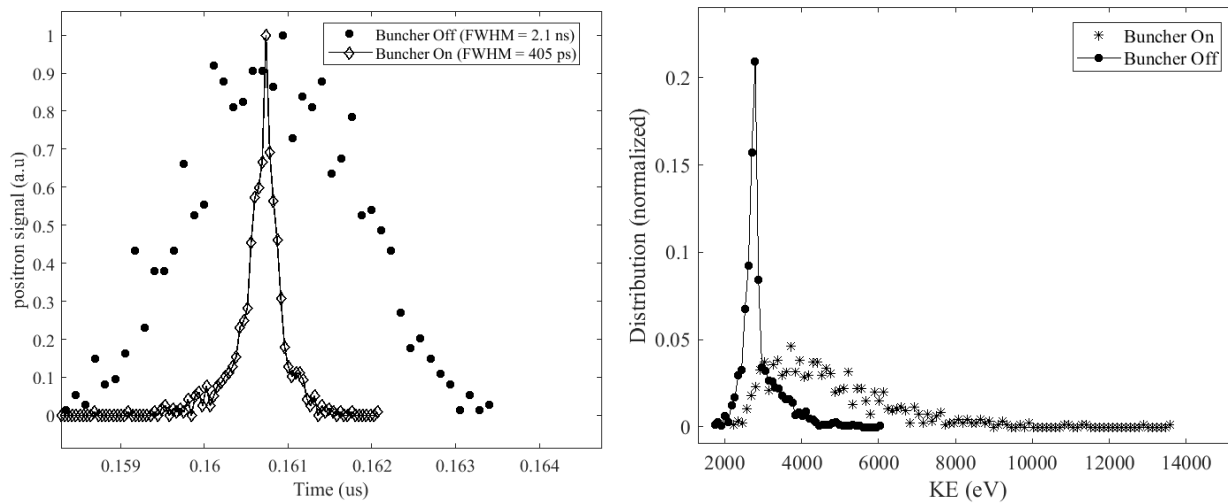 Buncher Off (FWHM = 2.1 ns)
Buncher On (FWHM = 405 ps)
1
0.9
0.8
0.7
0.6
0.5
0.4
0.3
0.2
0.1
0
positron signal (a.u)
0.159 0.16 0.161 0.162 0.163 0.164
Time (us)
Buncher On
Buncher Off
0.2
0.15
0.1
0.05
0
Distribution (normalized)
2000 4000 6000 8000 10000 12000 14000
KE (eV)